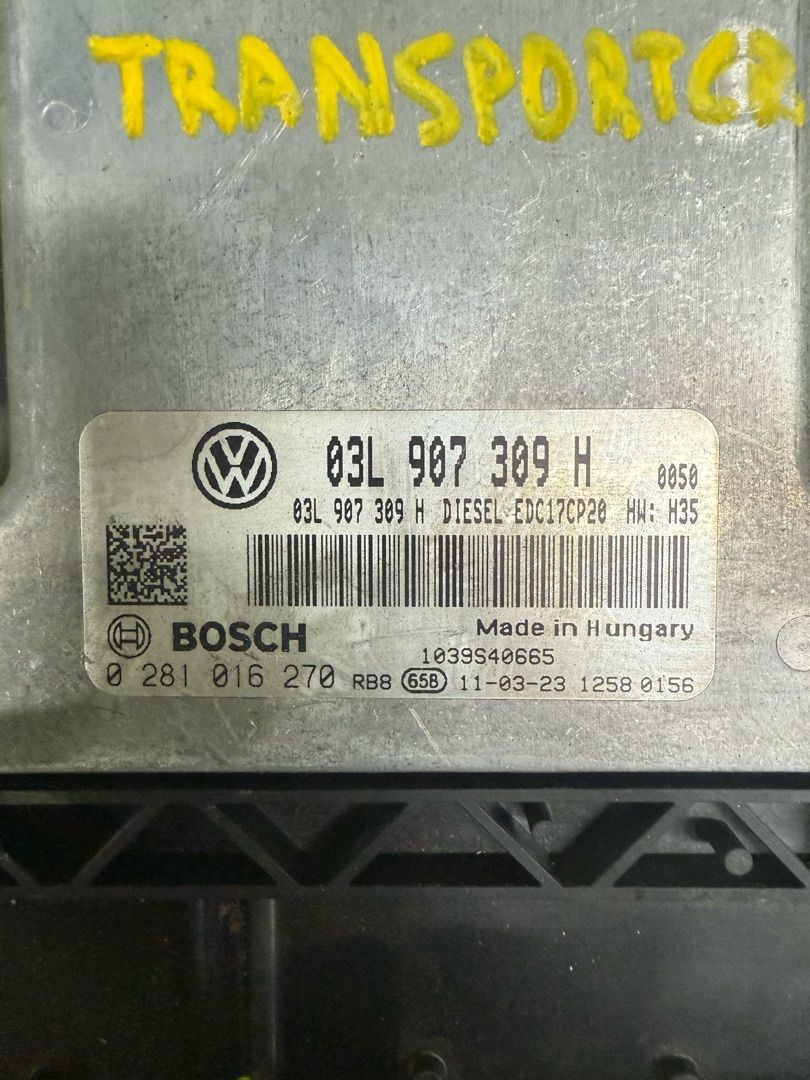 TRANSPORTER
03L 907 309 H 0050
03L 907 309 H DIESEL EDC17CP20 HW: H35
BOSCH
Made in Hungary
1039S40665
0 281 016 270 RB8 65B 11-03-23 1258 0156